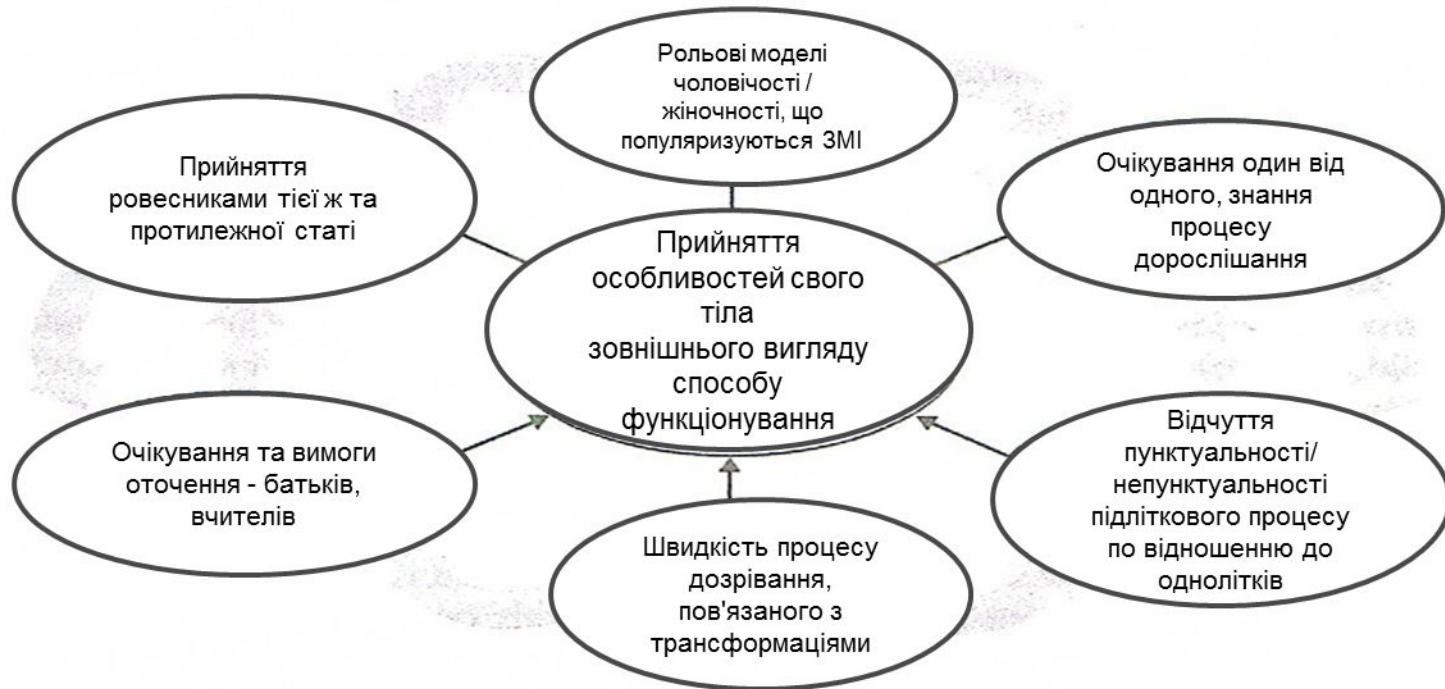 Рольові моделі
чоловічості /
жіночності, що
популяризуються ЗМІ
Прийняття
ровесниками тієї ж та
протилежної статі
Очікування один від
одного, знання
процесу
дорослішання
Прийняття
особливостей свого
тіла
зовнішнього вигляду
способу
функціонування
Очікування та вимоги
оточення - батьків,
вчителів
Відчуття
пунктуальності/
непунктуальності
підліткового процесу
по відношенню до
однолітків
Швидкість процесу
дозрівання,
пов'язаного з
трансформаціями